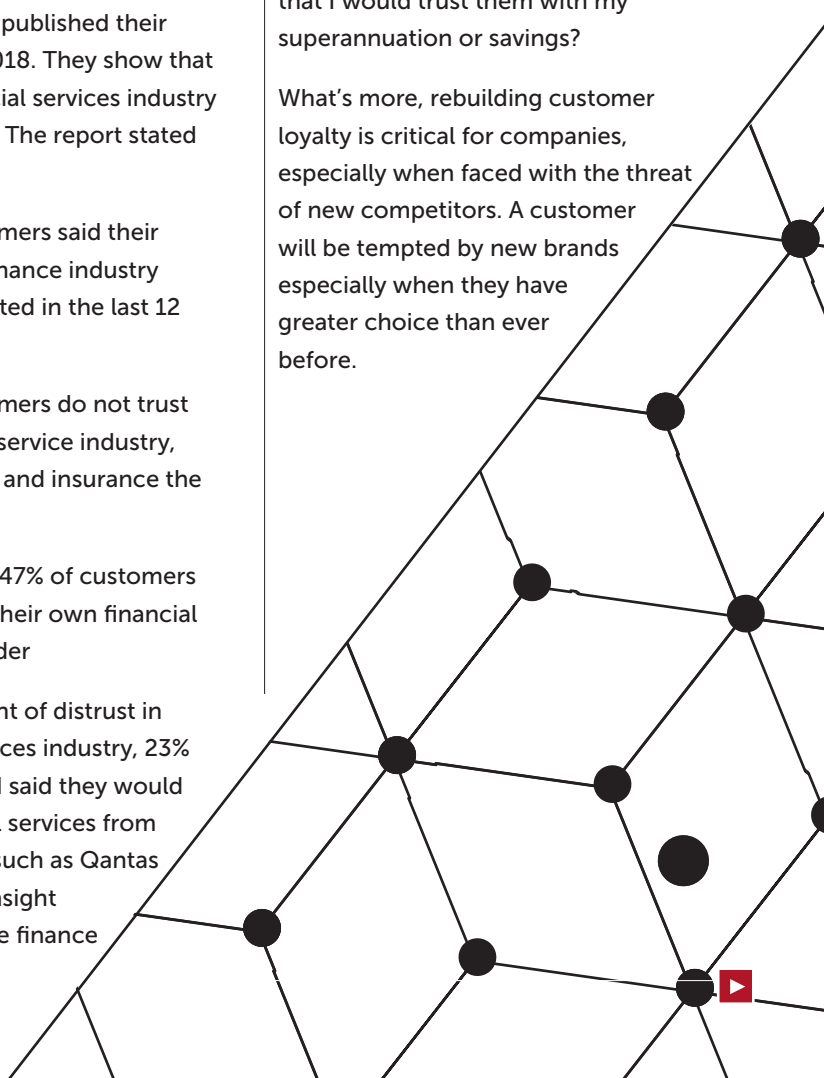 published their
018. They show that
cial services industry
The report stated
mers said their
nance industry
ted in the last 12
mers do not trust
service industry,
and insurance the
47% of customers
their own financial
der
nt of distrust in
ces industry, 23%
d said they would
services from
such as Qantas
nsight
e finance
that I would trust them with my
superannuation or savings?
What's more, rebuilding customer
loyalty is critical for companies,
especially when faced with the threat
of new competitors. A customer
will be tempted by new brands
especially when they have
greater choice than ever
before.